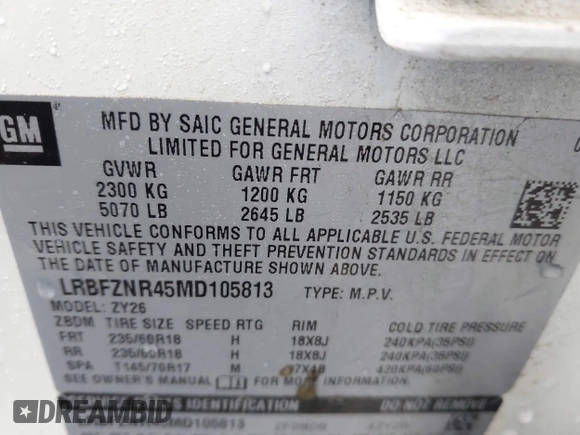 GM
MFD BY SAIC GENERAL MOTORS CORPORATION
LIMITED FOR GENERAL MOTORS LLC
GVWR GAWR FRT GAWR RR
2300 KG 1200 KG 1150 KG
5070 LB 2645 LB 2535 LB
THIS VEHICLE CONFORMS TO ALL APPLICABLE U.S. FEDERAL MOTOR
VEHICLE SAFETY AND THEFT PREVENTION STANDARDS IN EFFECT ON
THE DATE OF MANUFACTURE SHOWN ABOVE.
LRBFZNR45MD105813 TYPE: M.P.V.
MODEL: ZY26
ZBDM TIRE SIZE SPEED RTG RIM COLD TIRE PRESSURE
FRT 235/60R18 H 18X8J 240KPA(35PSI)
RR 235/60R18 H 18X8J 240KPA(35PSI)
SPA T145/70R17 M 420KPA(60PSI)
SEE OWNER'S MANUAL FOR MORE INFORMATION.
IDENTIFICATION DO NOT REMOVE
MD105813
EPICDECODER.COM